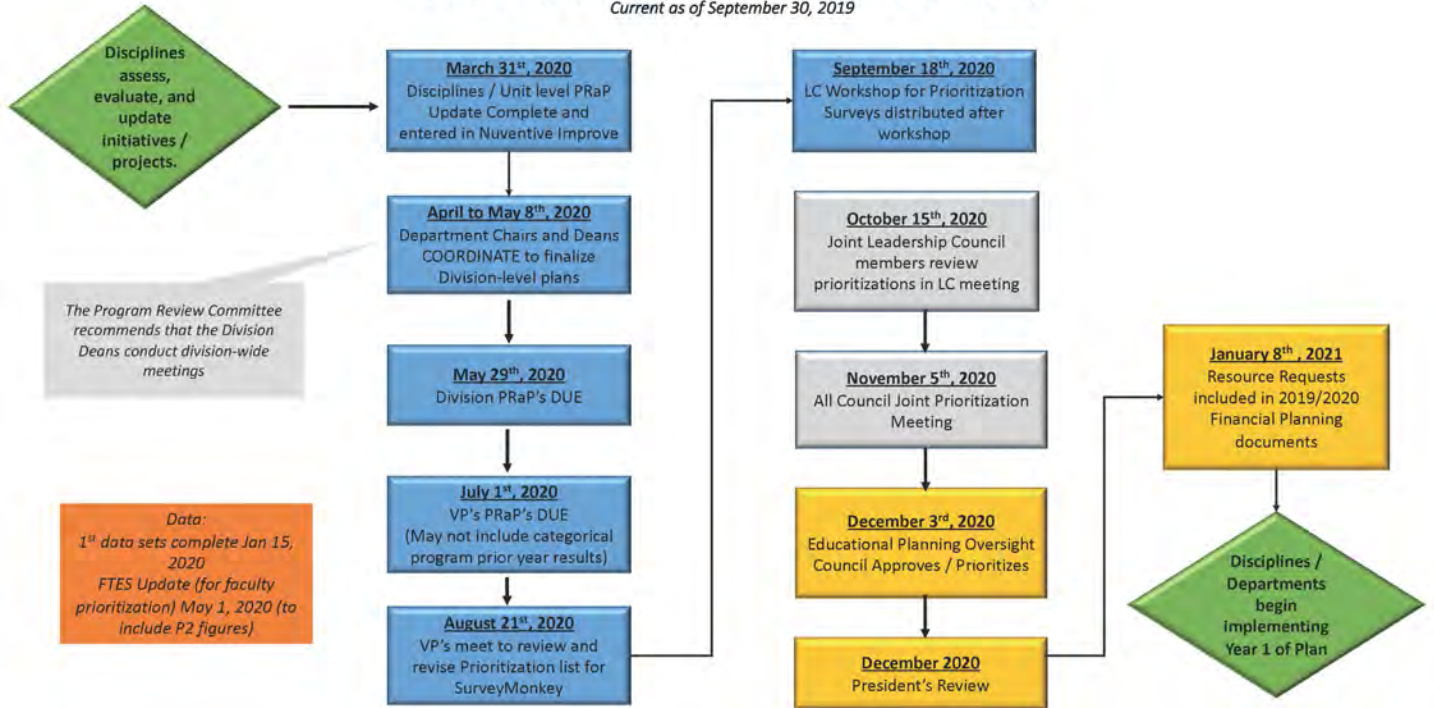 Current as of September 30, 2019
Disciplines
assess,
evaluate, and
update
initiatives /
projects.
March 31st, 2020
Disciplines / Unit level PRaP
Update Complete and
entered in Nuventive Improve
April to May 8th, 2020
Department Chairs and Deans
COORDINATE to finalize
Division-level plans
The Program Review Committee
recommends that the Division
Deans conduct division-wide
meetings
May 29th, 2020
Division PRaP's DUE
July 1st, 2020
VP's PRaP's DUE
(May not include categorical
program prior year results)
Data:
1st data sets complete Jan 15,
2020
FTES Update (for faculty
prioritization) May 1, 2020 (to
include P2 figures)
August 21st, 2020
VP's meet to review and
revise Prioritization list for
SurveyMonkey
September 18th, 2020
LC Workshop for Prioritization
Surveys distributed after
workshop
October 15th, 2020
Joint Leadership Council
members review
prioritizations in LC meeting
November 5th, 2020
All Council Joint Prioritization
Meeting
December 3rd, 2020
Educational Planning Oversight
Council Approves / Prioritizes
December 2020
President's Review
January 8th , 2021
Resource Requests
included in 2019/2020
Financial Planning
documents
Disciplines /
Departments
begin
implementing
Year 1 of Plan